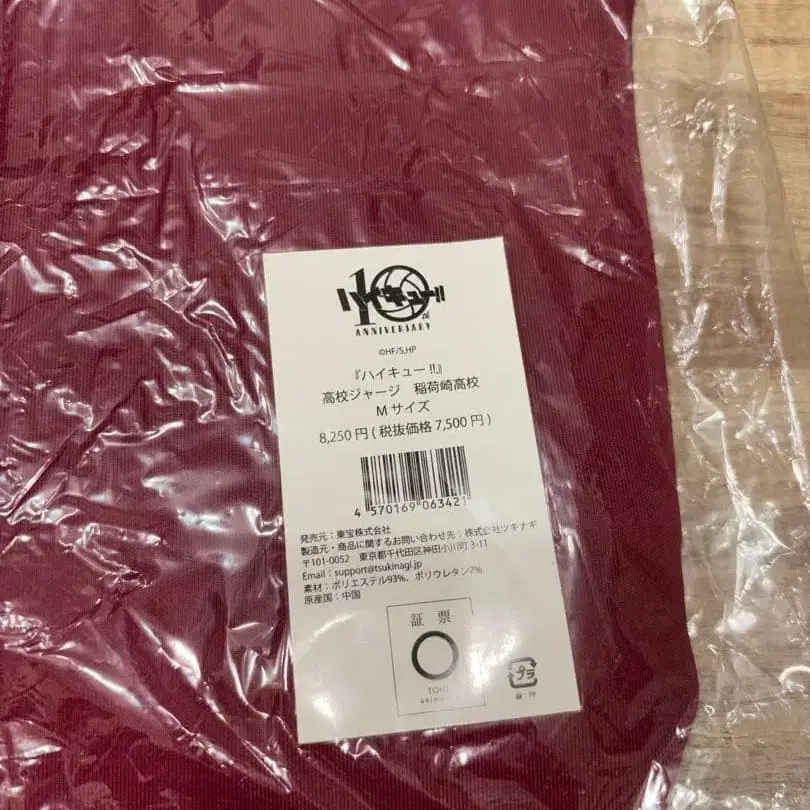 10th
ハイキュー!!
ANNIVERSARY
©HF/S,HP
『ハイキュー!!』
高校ジャージ 稲荷崎高校
Mサイズ
8,250円(税抜価格7,500円)
4 570169 063421
発売元：東宝株式会社
製造元・商品に関するお問い合わせ先：株式会社ツキナギ
〒101-0052 東京都千代田区神田小川町3-11
Email：support@tsukinagi.jp
素材：ポリエステル93%、ポリウレタン7%
原産国：中国
証票
TOHO
animation
プラ
袋・沖